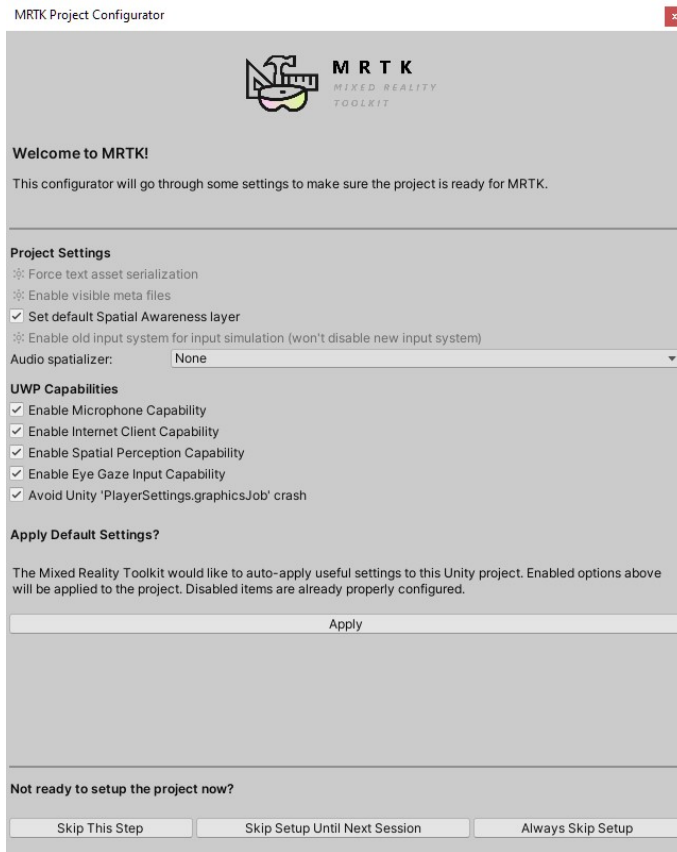 MRTK Project Configurator
MRTK
MIXED REALITY
TOOLKIT
Welcome to MRTK!
This configurator will go through some settings to make sure the project is ready for MRTK.
Project Settings
Force text asset serialization
Enable visible meta files
Set default Spatial Awareness layer
Enable old input system for input simulation (won't disable new input system)
Audio spatializer: None
UWP Capabilities
Enable Microphone Capability
Enable Internet Client Capability
Enable Spatial Perception Capability
Enable Eye Gaze Input Capability
Avoid Unity 'PlayerSettings.graphicsJob' crash
Apply Default Settings?
The Mixed Reality Toolkit would like to auto-apply useful settings to this Unity project. Enabled options above
will be applied to the project. Disabled items are already properly configured.
Apply
Not ready to setup the project now?
Skip This Step Skip Setup Until Next Session Always Skip Setup